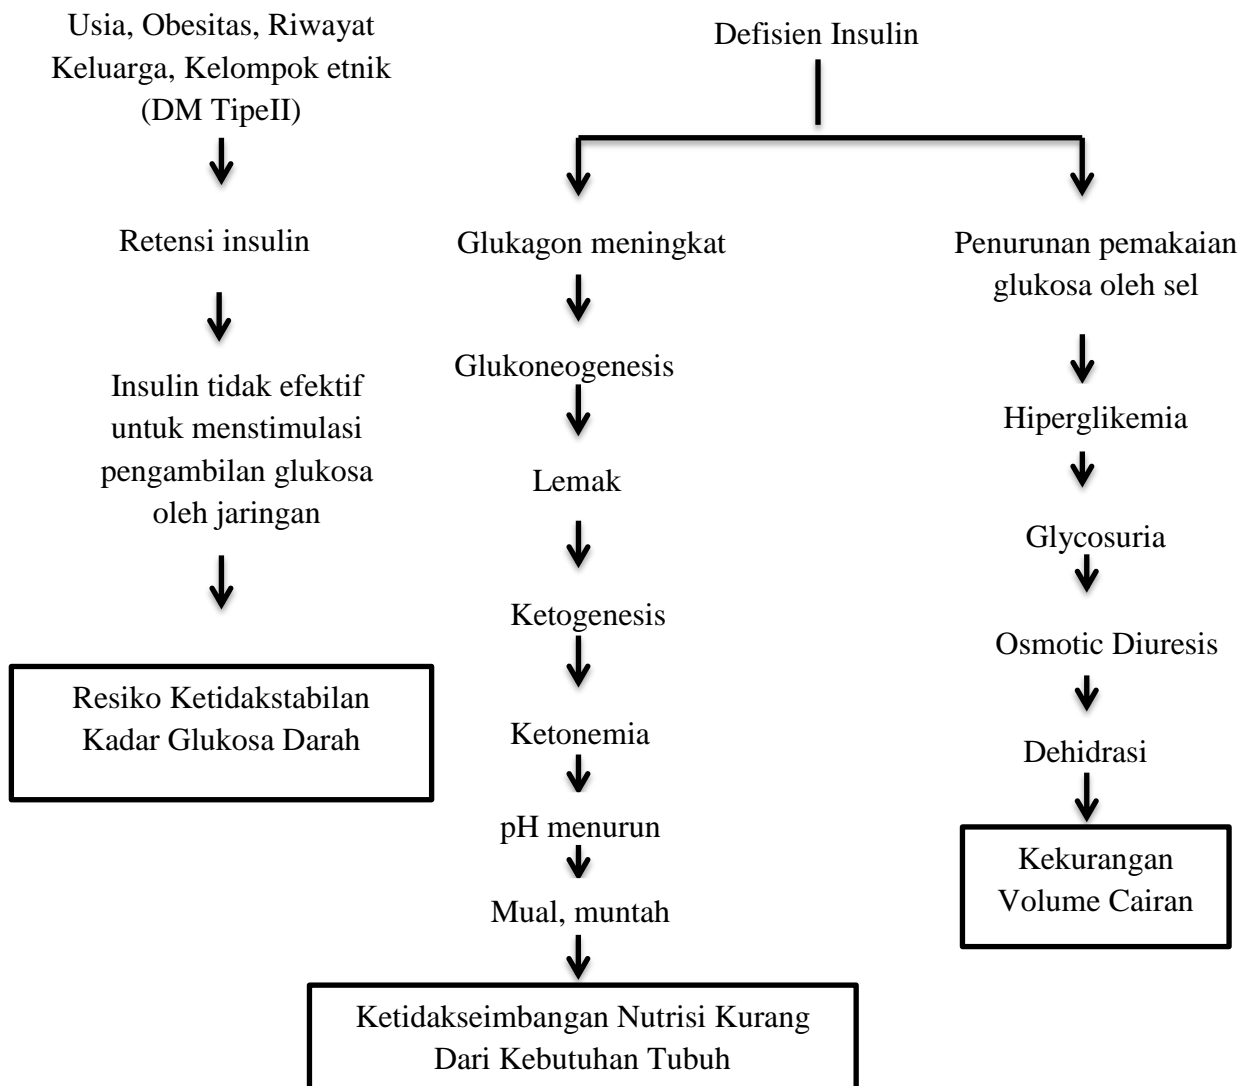 Usia, Obesitas, Riwayat
Keluarga, Kelompok etnik
(DM TipeII)
Retensi insulin
Insulin tidak efektif
untuk menstimulasi
pengambilan glukosa
oleh jaringan
Resiko Ketidakstabilan
Kadar Glukosa Darah
Defisien Insulin
Glukagon meningkat
Glukoneogenesis
Lemak
Ketogenesis
Ketonemia
pH menurun
Mual, muntah
Ketidakseimbangan Nutrisi Kurang
Dari Kebutuhan Tubuh
Penurunan pemakaian
glukosa oleh sel
Hiperglikemia
Glycosuria
Osmotic Diuresis
Dehidrasi
Kekurangan
Volume Cairan